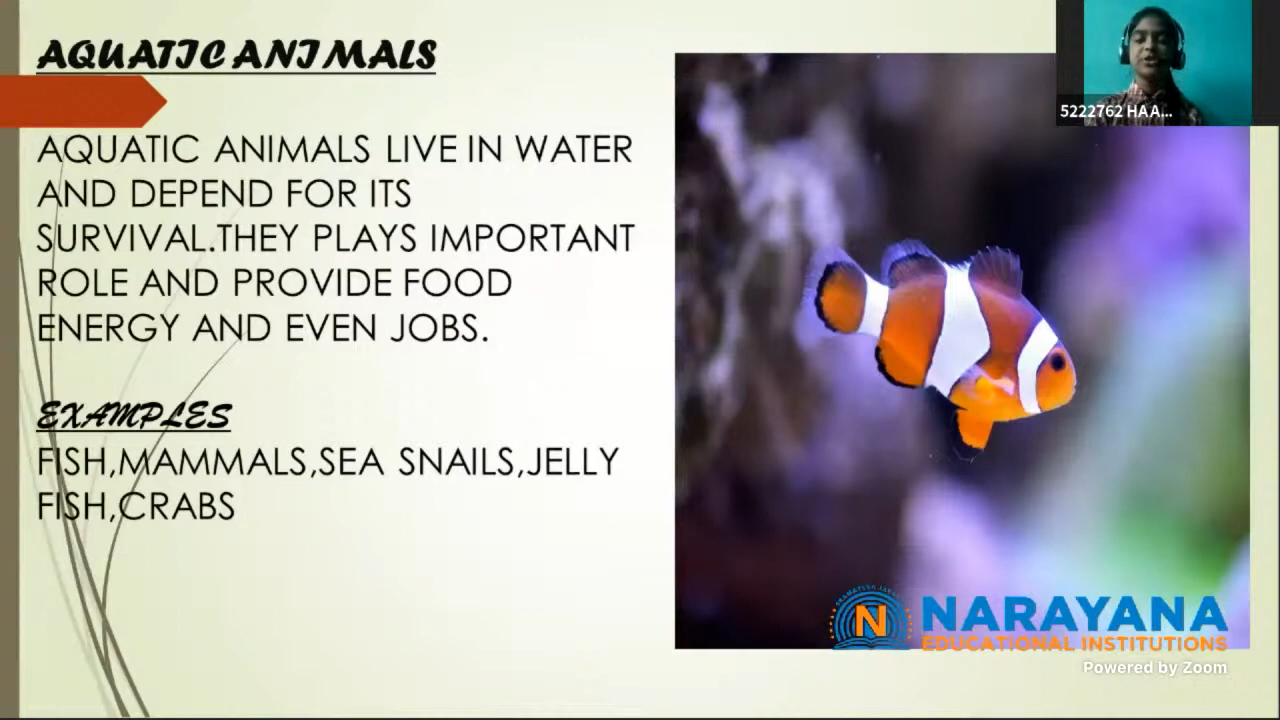 AQUATIC ANIMALS
AQUATIC ANIMALS LIVE IN WATER
AND DEPEND FOR ITS
SURVIVAL.THEY PLAYS IMPORTANT
ROLE AND PROVIDE FOOD
ENERGY AND EVEN JOBS.
EXAMPLES
FISH,MAMMALS,SEA SNAILS,JELLY
FISH,CRABS
5222762 HA A...
N NARAYANA
EDUCATIONAL INSTITUTIONS
Powered by Zoom